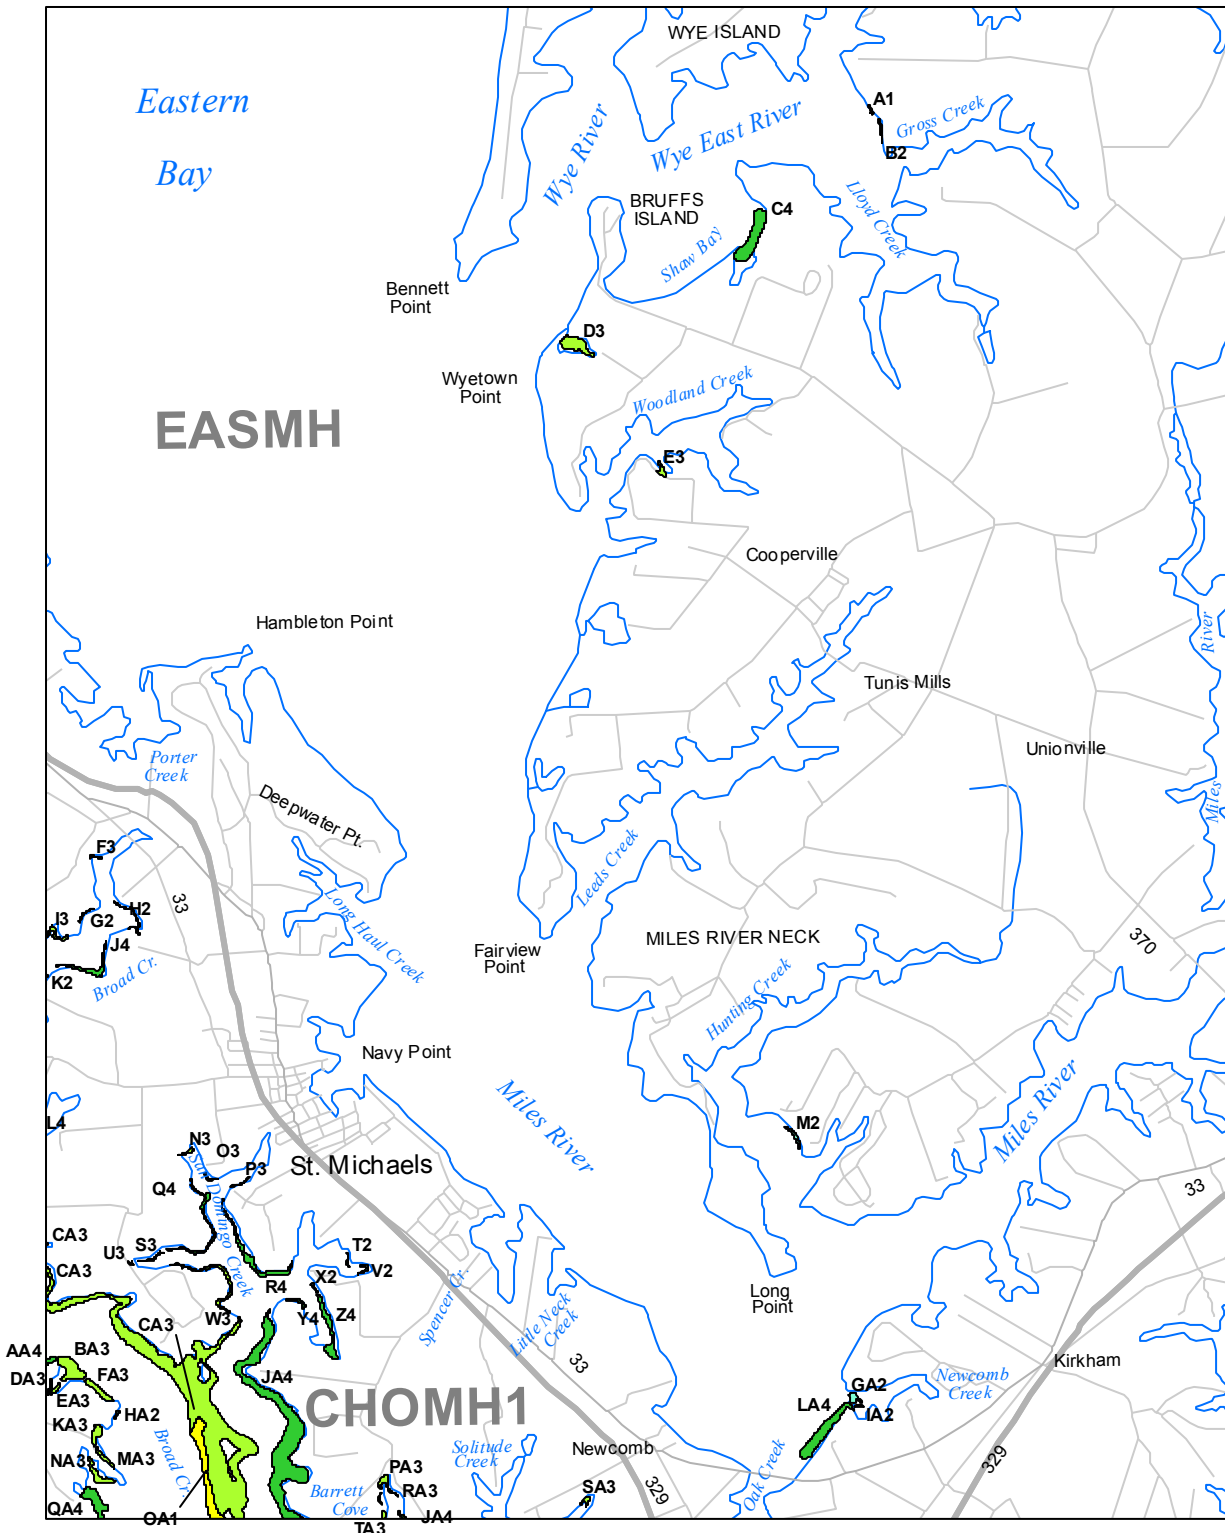 WYE ISLAND
Eastern
Bay
A1
Gross Creek
Wye River
Wye East River
B2
BRUFFS
ISLAND
C4
Lloyd Creek
Shaw Bay
Bennett
Point
D3
Wyetown
Point
Woodland Creek
EASMH
E3
Cooperville
Hambleton Point
River
Tunis Mills
Unionville
Porter
Creek
Miles
Deepwater Pt.
F3
Leeds Creek
33
H2
I3
G2
Long Haul Creek
J4
MILES RIVER NECK
370
Fairview
Point
K2
Broad Cr.
Hunting Creek
Navy Point
Miles River
Miles River
L4
M2
N3
O3
P3
St. Michaels
Q4
San Domingo Creek
33
CA3
S3
U3
T2
V2
CA3
X2
R4
Long
Point
W3
CA3
Y4
Z4
Spencer Cr.
Little Neck
Creek
33
AA4
BA3
Kirkham
DA3
FA3
JA4
Newcomb
Creek
EA3
GA2
HA2
CHOMH1
LA4
IA2
KA3
NA3
MA3
Broad Cr.
Solitude
Creek
Newcomb
329
PA3
QA4
OA1
Barrett
Cove
RA3
SA3
329
Oak Creek
JA4
TA3